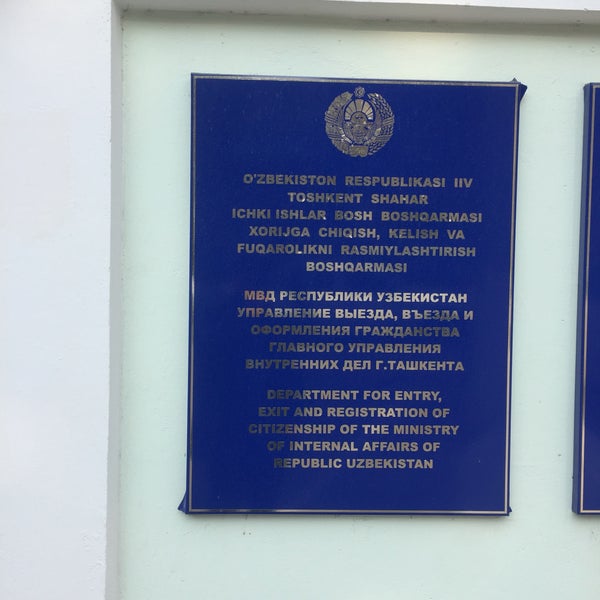 O'ZBEKISTON RESPUBLIKASI IIV
TOSHKENT SHAHAR
ICHKI ISHLAR BOSH BOSHQARMASI
XORIJGA CHIQISH, KELISH VA
FUQAROLIKNI RASMIYLASHTIRISH
BOSHQARMASI
МВД РЕСПУБЛИКИ УЗБЕКИСТАН
УПРАВЛЕНИЕ ВЫЕЗДА, ВЪЕЗДА И
ОФОРМЛЕНИЯ ГРАЖДАНСТВА
ГЛАВНОГО УПРАВЛЕНИЯ
ВНУТРЕННИХ ДЕЛ Г.ТАШКЕНТА
DEPARTMENT FOR ENTRY,
EXIT AND REGISTRATION OF
CITIZENSHIP OF THE MINISTRY
OF INTERNAL AFFAIRS OF
REPUBLIC UZBEKISTAN